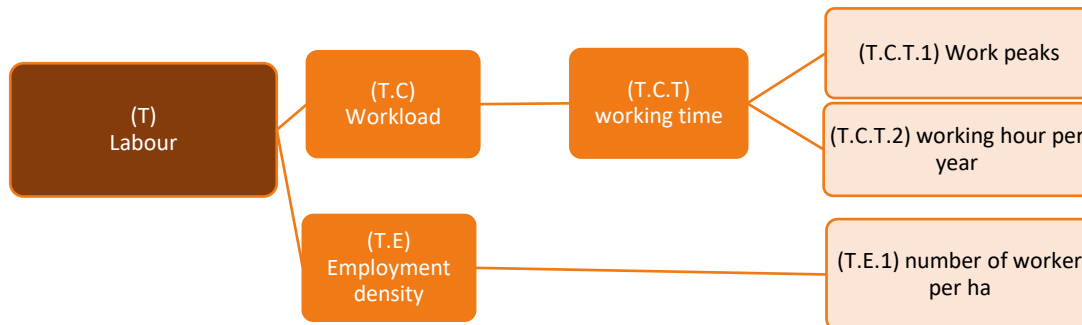 (T)
Labour
(T.C)
Workload
(T.C.T)
working time
(T.C.T.1) Work peaks
(T.C.T.2) working hour per
year
(T.E)
Employment
density
(T.E.1) number of worker
per ha